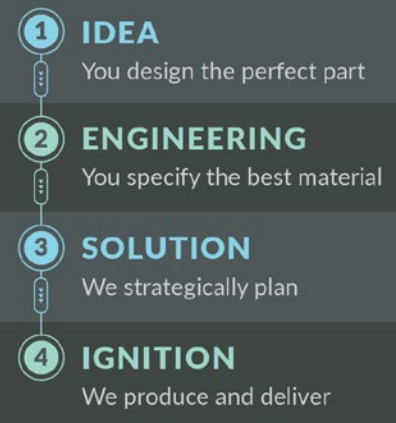 1 IDEA
You design the perfect part
2 ENGINEERING
You specify the best material
3 SOLUTION
We strategically plan
4 IGNITION
We produce and deliver